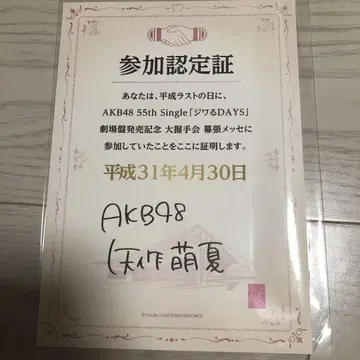 参加認定証
あなたは、平成ラストの日に、
AKB48 55th Single「ジワるDAYS」
劇場盤発売記念 大握手会 幕張メッセに
参加していたことをここに証明します。
平成31年4月30日
AKB48
矢作萌夏